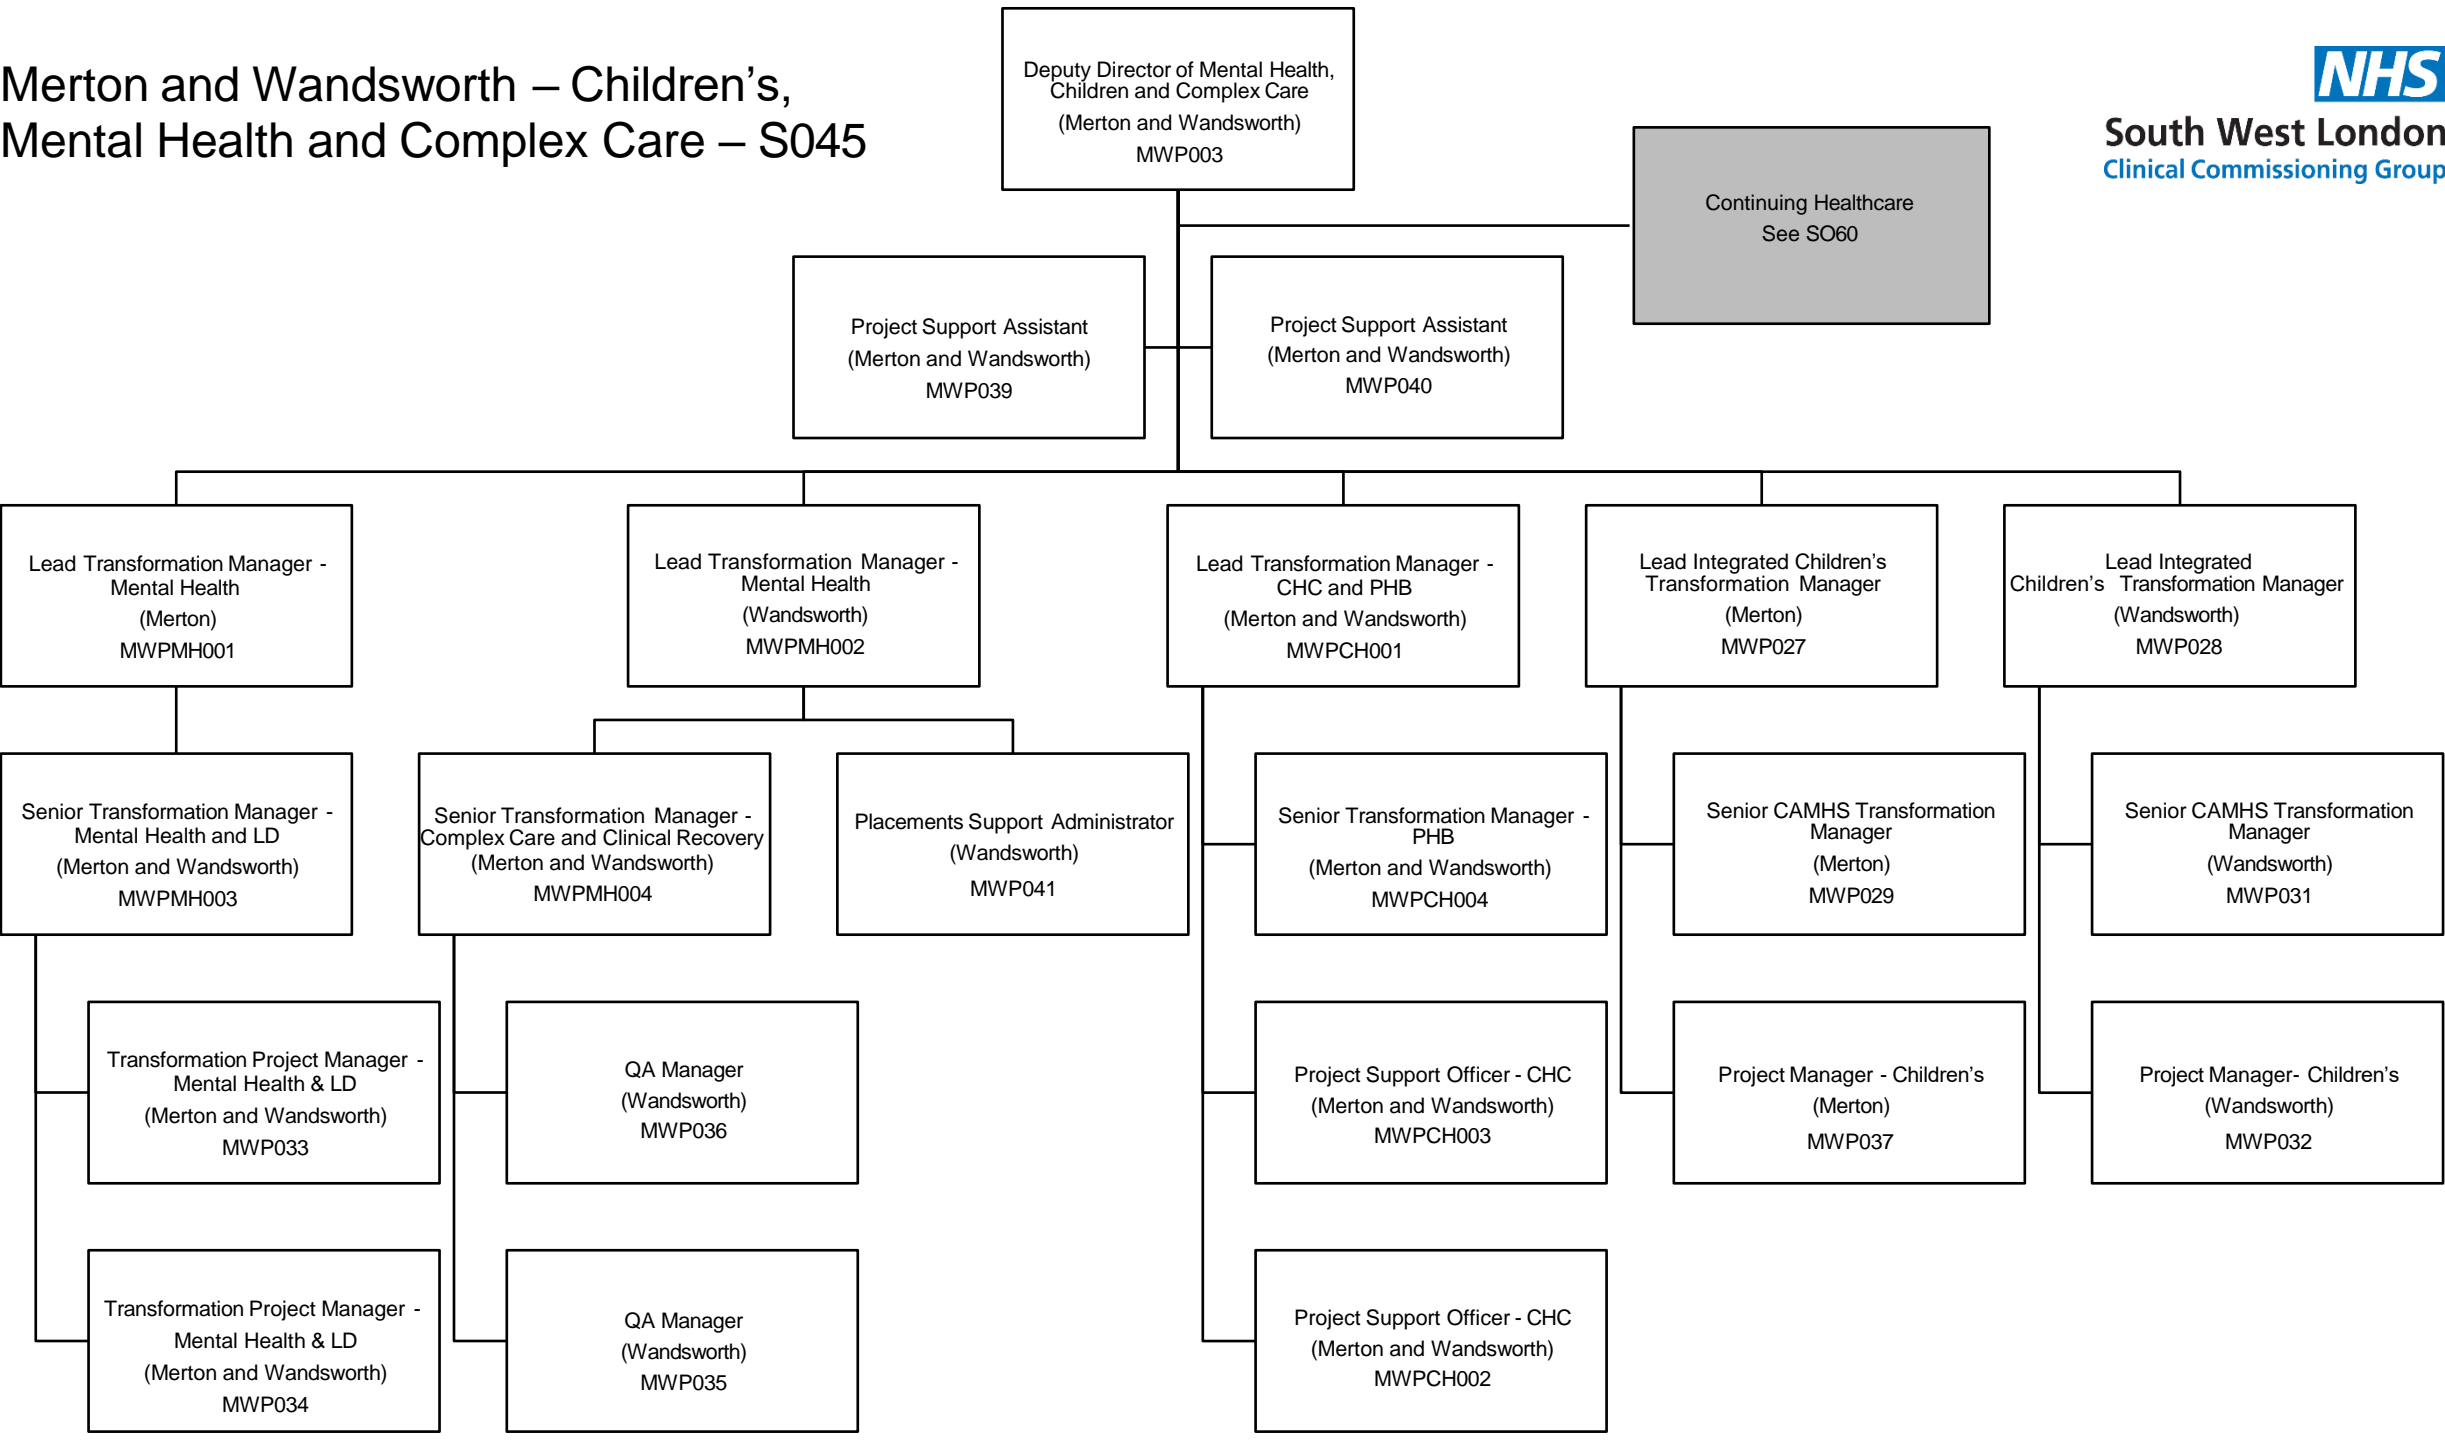 Merton and Wandsworth – Children’s,
Mental Health and Complex Care – S045
Deputy Director of Mental Health,
Children and Complex Care
(Merton and Wandsworth)
MWP003
NHS
South West London
Clinical Commissioning Group
Continuing Healthcare
See SO60
Project Support Assistant
(Merton and Wandsworth)
MWP039
Project Support Assistant
(Merton and Wandsworth)
MWP040
Lead Transformation Manager -
Mental Health
(Merton)
MWPMH001
Lead Transformation Manager -
Mental Health
(Wandsworth)
MWPMH002
Lead Transformation Manager -
CHC and PHB
(Merton and Wandsworth)
MWPCH001
Lead Integrated Children’s
Transformation Manager
(Merton)
MWP027
Lead Integrated
Children’s Transformation Manager
(Wandsworth)
MWP028
Senior Transformation Manager -
Mental Health and LD
(Merton and Wandsworth)
MWPMH003
Senior Transformation Manager -
Complex Care and Clinical Recovery
(Merton and Wandsworth)
MWPMH004
Placements Support Administrator
(Wandsworth)
MWP041
Senior Transformation Manager -
PHB
(Merton and Wandsworth)
MWPCH004
Senior CAMHS Transformation
Manager
(Merton)
MWP029
Senior CAMHS Transformation
Manager
(Wandsworth)
MWP031
Transformation Project Manager -
Mental Health & LD
(Merton and Wandsworth)
MWP033
QA Manager
(Wandsworth)
MWP036
Project Support Officer - CHC
(Merton and Wandsworth)
MWPCH003
Project Manager - Children’s
(Merton)
MWP037
Project Manager- Children’s
(Wandsworth)
MWP032
Transformation Project Manager -
Mental Health & LD
(Merton and Wandsworth)
MWP034
QA Manager
(Wandsworth)
MWP035
Project Support Officer - CHC
(Merton and Wandsworth)
MWPCH002